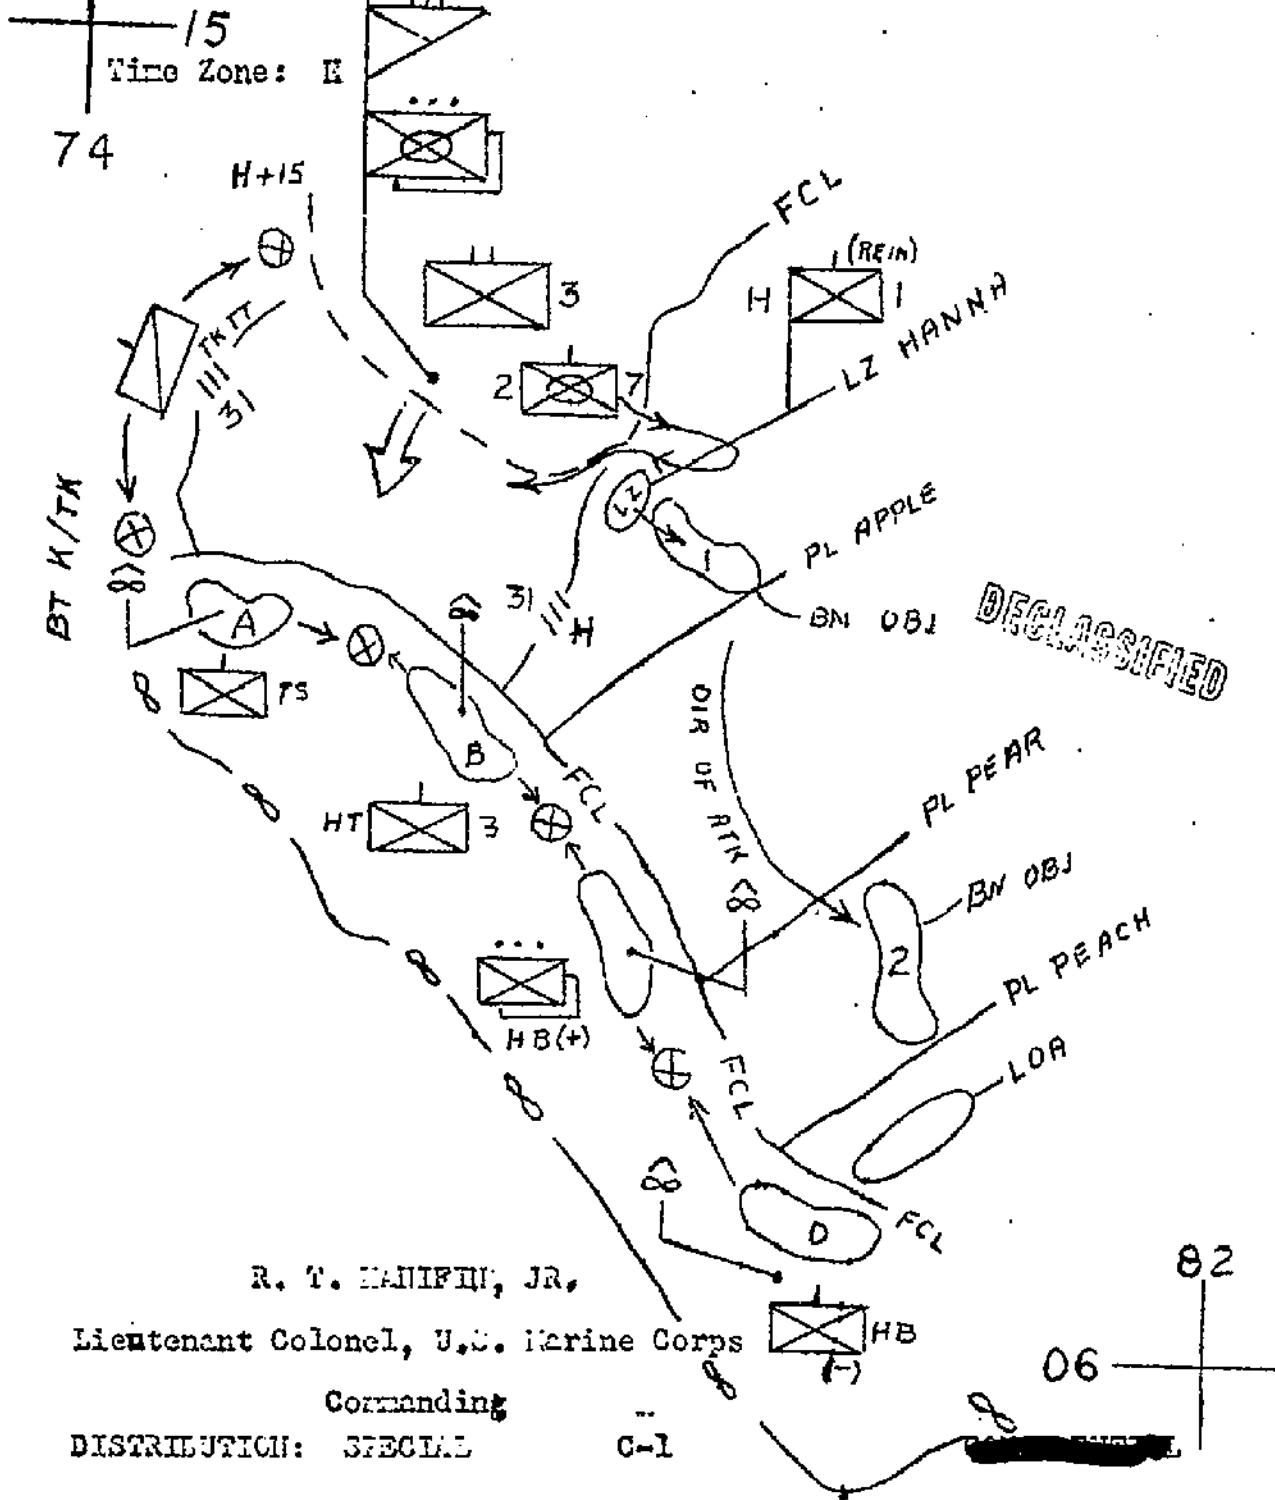 15
Time Zone: H
74
H+15
FCL
(REIN)
H 1
3
LZ HANNA
TK TT
31
2 7
BT K/TK
LZ
1
PL APPLE
BN OBJ
DECLASSIFIED
A
31
H
TS
B
DIR OF ATK
FCL
PL PEAR
HT 3
BN OBJ
2
PL PEACH
HB(+)
FCL
LOA
D
FCL
R. T. HANIFIN, JR.
82
Lieutenant Colonel, U.S. Marine Corps
HB
(-)
06
Commanding
DISTRIBUTION: SPECIAL
C-1